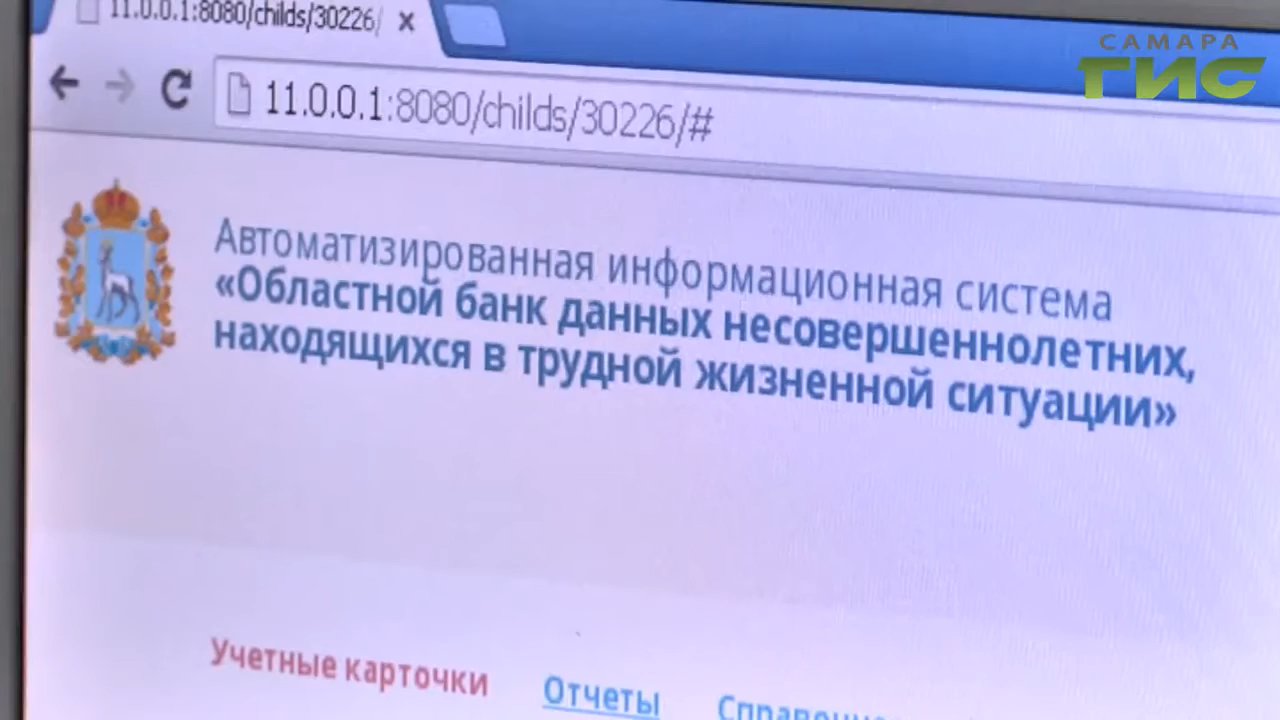 11.0.0.1:8080/childs/30226/
САМАРА
ГИС
11.0.0.1:8080/childs/30226/#
Автоматизированная информационная система
«Областной банк данных несовершеннолетних,
находящихся в трудной жизненной ситуации»
Учетные карточки Отчеты